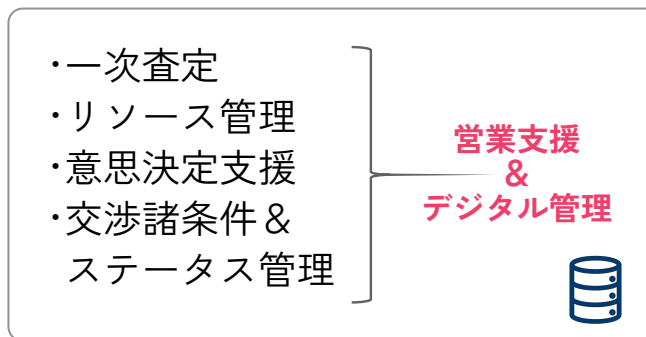 ・一次査定
・リソース管理
・意思決定支援
・交渉諸条件＆
ステータス管理
営業支援
＆
デジタル管理